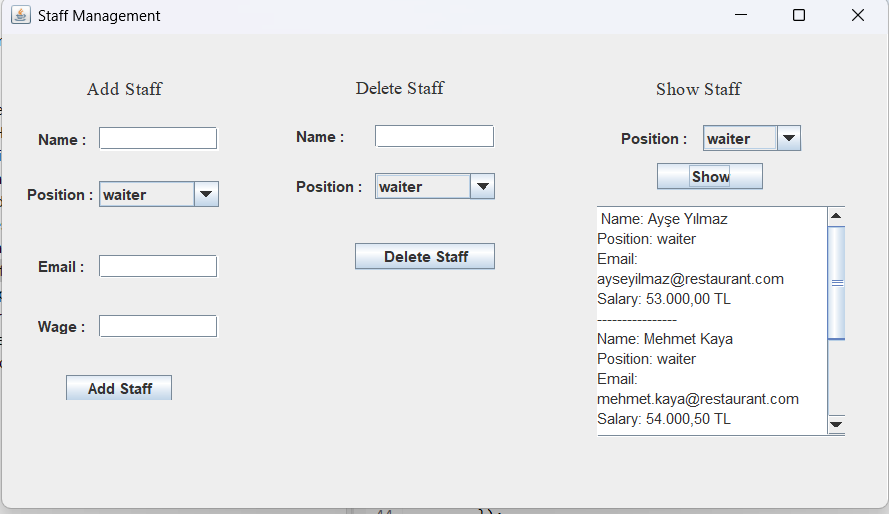 Staff Management
Add Staff
Name :
Position : waiter
Email :
Wage :
Add Staff
Delete Staff
Name :
Position : waiter
Delete Staff
Show Staff
Position : waiter
Show
Name: Ayşe Yılmaz
Position: waiter
Email:
ayseyilmaz@restaurant.com
Salary: 53.000,00 TL
----------------
Name: Mehmet Kaya
Position: waiter
Email:
mehmet.kaya@restaurant.com
Salary: 54.000,50 TL